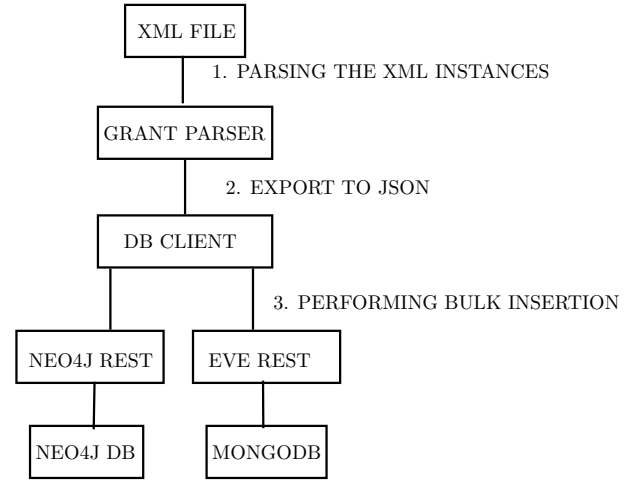 XML FILE
1. PARSING THE XML INSTANCES
GRANT PARSER
2. EXPORT TO JSON
DB CLIENT
3. PERFORMING BULK INSERTION
NEO4J REST
EVE REST
NEO4J DB
MONGODB